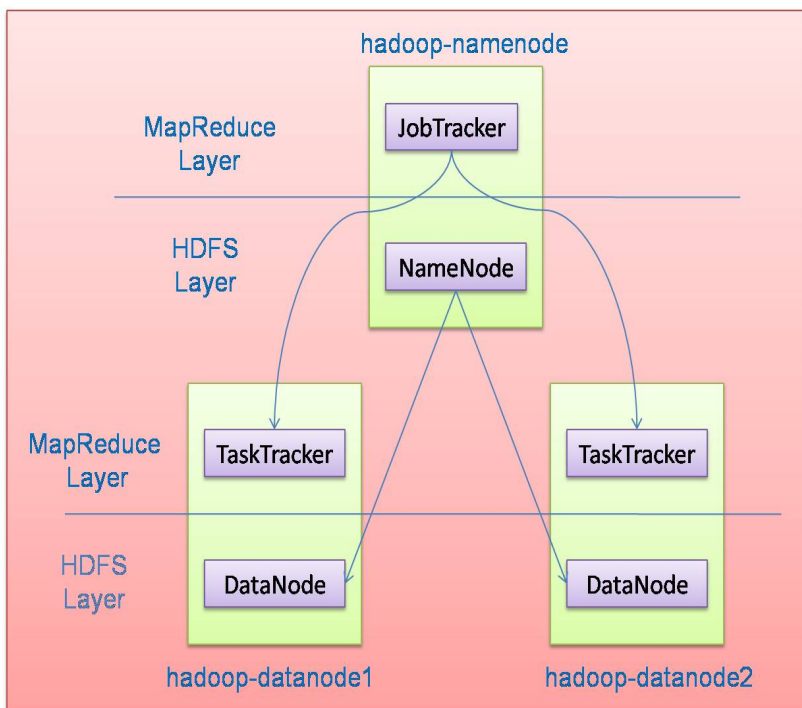 hadoop-namenode
MapReduce
Layer
JobTracker
HDFS
Layer
NameNode
MapReduce
Layer
TaskTracker
TaskTracker
HDFS
Layer
DataNode
DataNode
hadoop-datanode1
hadoop-datanode2